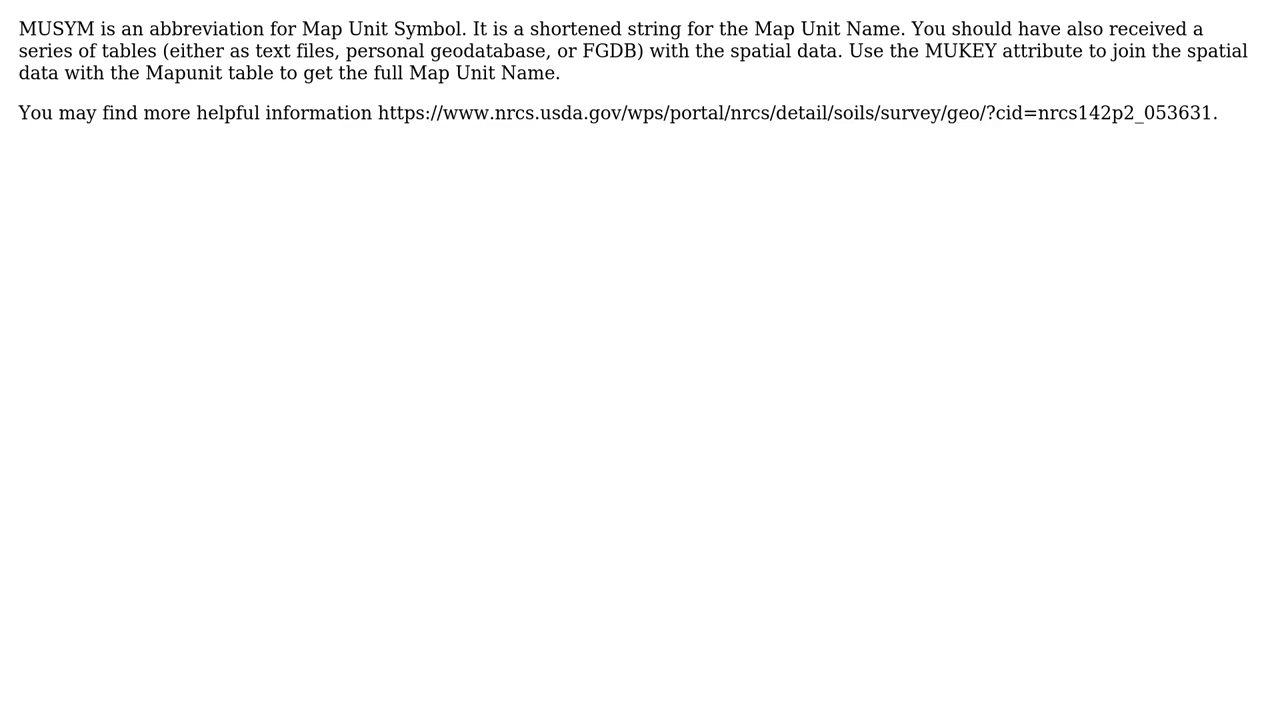 MUSYM is an abbreviation for Map Unit Symbol. It is a shortened string for the Map Unit Name. You should have also received a
series of tables (either as text files, personal geodatabase, or FGDB) with the spatial data. Use the MUKEY attribute to join the spatial
data with the Mapunit table to get the full Map Unit Name.
You may find more helpful information https://www.nrcs.usda.gov/wps/portal/nrcs/detail/soils/survey/geo/?cid=nrcs142p2_053631.